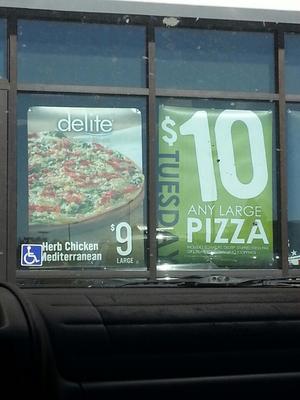 delite
Herb Chicken
Mediterranean
$9
LARGE
$10
TUESDAY
ANY LARGE
PIZZA